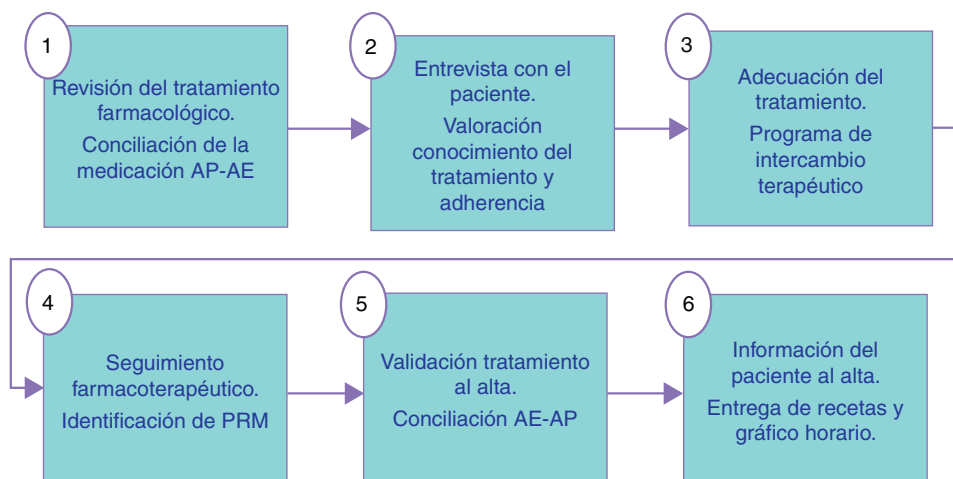 1
Revisión del tratamiento
farmacológico.
Conciliación de la
medicación AP-AE
2
Entrevista con el
paciente.
Valoración
conocimiento del
tratamiento y
adherencia
3
Adecuación del
tratamiento.
Programa de
intercambio
terapéutico
4
Seguimiento
farmacoterapéutico.
Identificación de PRM
5
Validación tratamiento
al alta.
Conciliación AE-AP
6
Información del
paciente al alta.
Entrega de recetas y
gráfico horario.